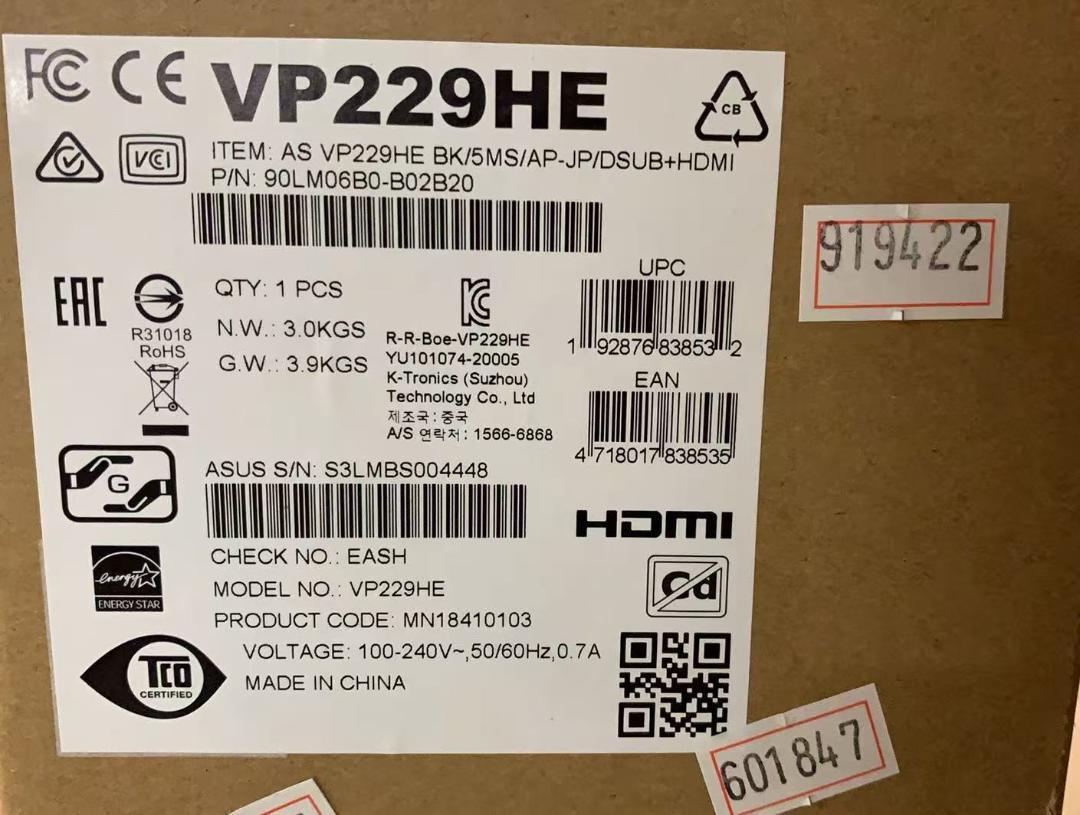 FC CE VP229HE
CB
VCI
ITEM: AS VP229HE BK/5MS/AP-JP/DSUB+HDMI
P/N: 90LM06B0-B02B20
919422
EAC
R31018
RoHS
QTY: 1 PCS
N.W.: 3.0KGS
G.W.: 3.9KGS
R-R-Boe-VP229HE
YU101074-20005
K-Tronics (Suzhou)
Technology Co., Ltd
제조국: 중국
A/S 연락처: 1566-6868
UPC
1 92876 83853 2
EAN
4 718017 838535
G
ASUS S/N: S3LMBS004448
HDMI
CHECK NO.: EASH
MODEL NO.: VP229HE
PRODUCT CODE: MN18410103
VOLTAGE: 100-240V~,50/60Hz,0.7A
MADE IN CHINA
energy
ENERGY STAR
Cd
TCO
CERTIFIED
601847